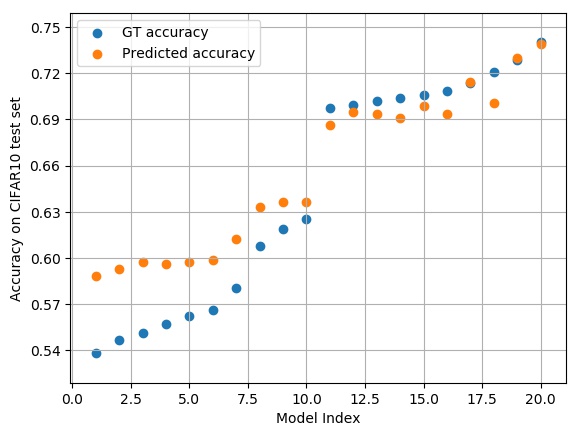 GT accuracy
Predicted accuracy
Accuracy on CIFAR10 test set
0.75
0.72
0.69
0.66
0.63
0.60
0.57
0.54
0.0 2.5 5.0 7.5 10.0 12.5 15.0 17.5 20.0
Model Index